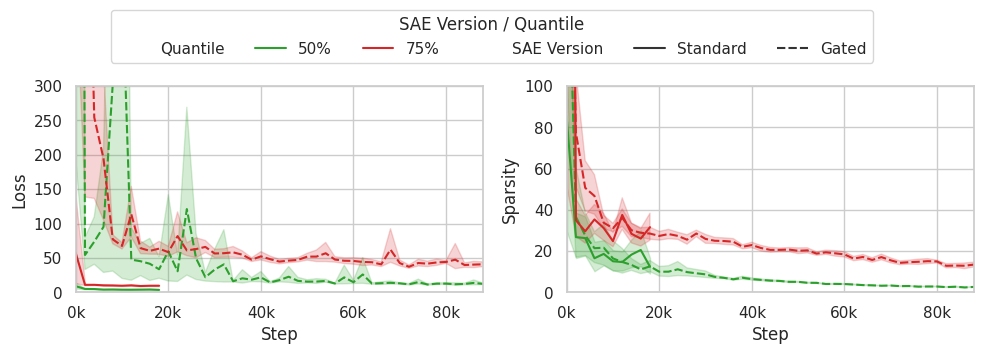 SAE Version / Quantile
Quantile 50% 75% SAE Version Standard Gated
300
250
200
150
100
50
0
Loss
0k 20k 40k 60k 80k
Step
100
80
60
40
20
0
Sparsity
0k 20k 40k 60k 80k
Step